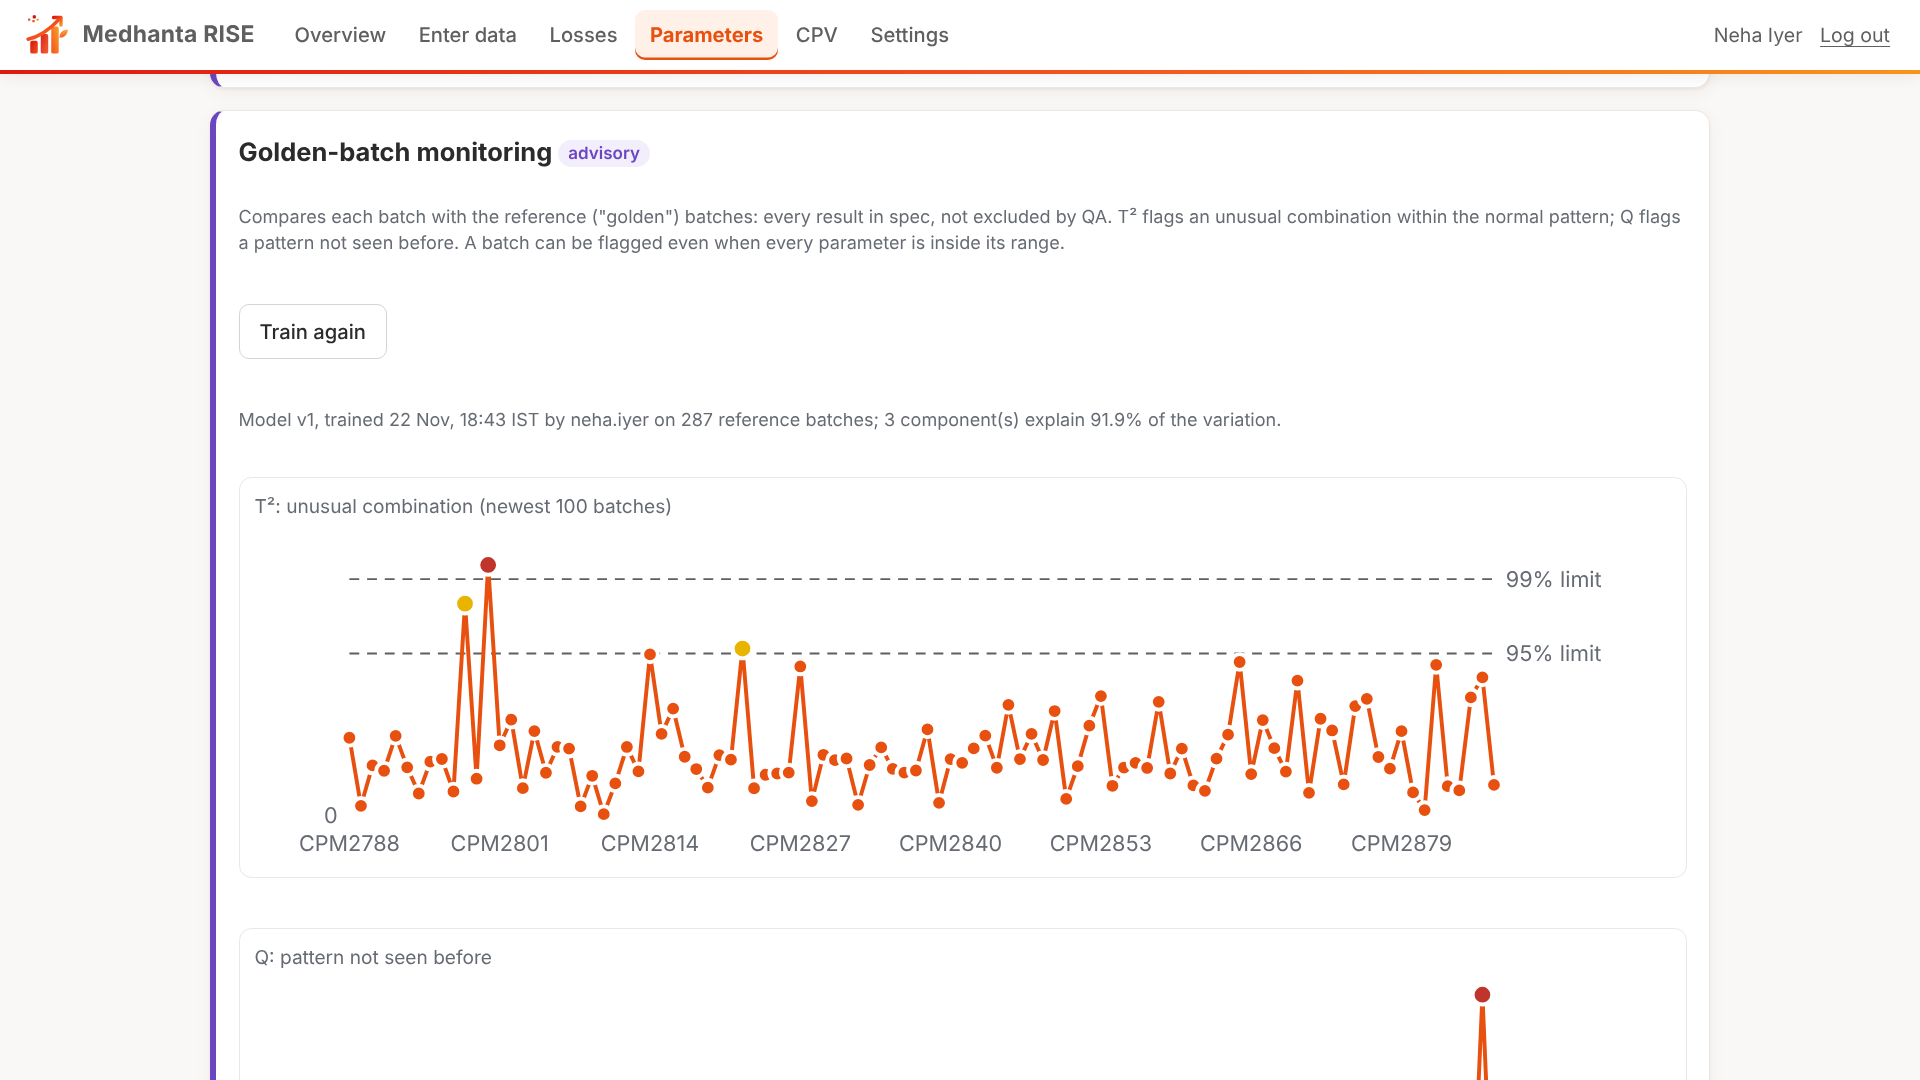 Medhanta RISE
Overview
Enter data
Losses
Parameters
CPV
Settings
Neha Iyer
Log out
Golden-batch monitoring
advisory
Compares each batch with the reference ("golden") batches: every result in spec, not excluded by QA. T² flags an unusual combination within the normal pattern; Q flags
a pattern not seen before. A batch can be flagged even when every parameter is inside its range.
Train again
Model v1, trained 22 Nov, 18:43 IST by neha.iyer on 287 reference batches; 3 component(s) explain 91.9% of the variation.
T²: unusual combination (newest 100 batches)
99% limit
95% limit
0
CPM2788
CPM2801
CPM2814
CPM2827
CPM2840
CPM2853
CPM2866
CPM2879
Q: pattern not seen before